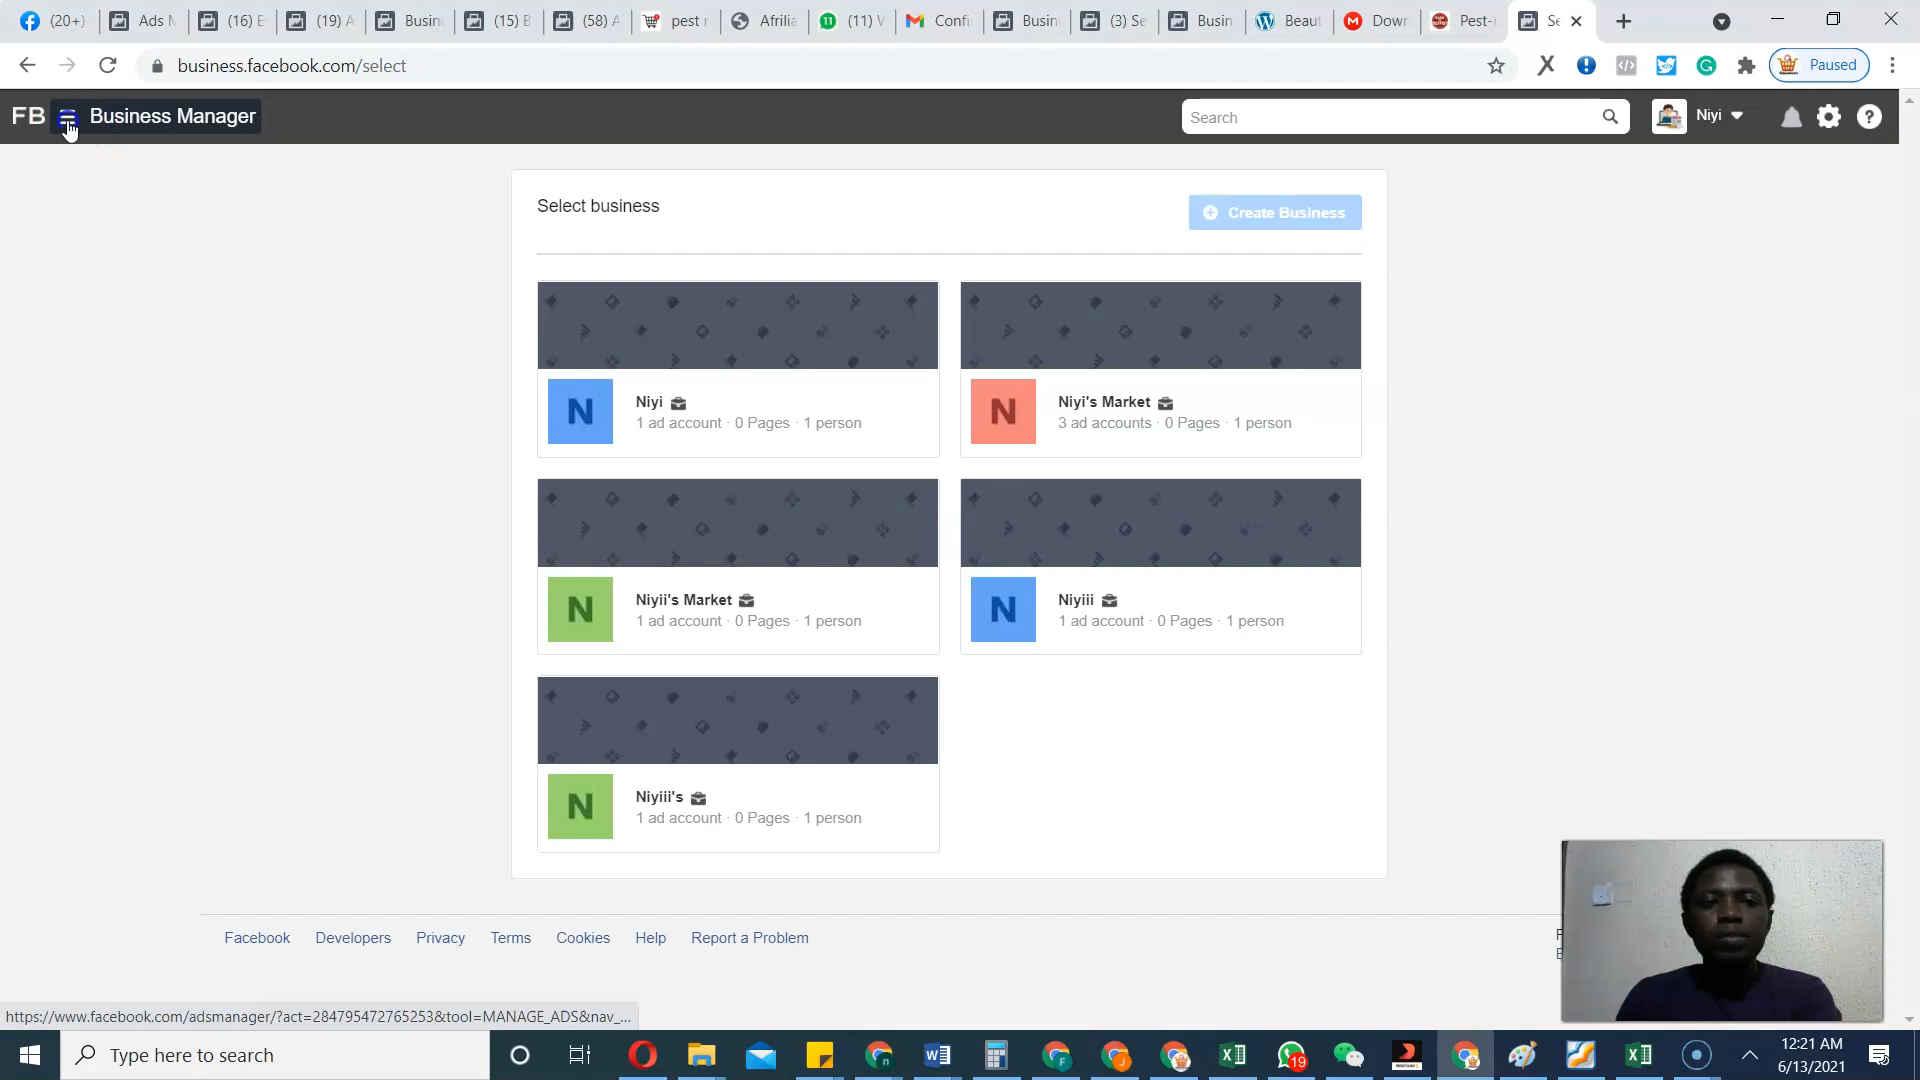 (20+) Ads M (16) E (19) A Busin (15) B (58) A pest r Afrilia (11) V Confi Busin (3) Se Busin Beaut Down Pest- Se
business.facebook.com/select Paused
FB Business Manager Search Niyi
Select business Create Business
Niyi
1 ad account · 0 Pages · 1 person
Niyi's Market
3 ad accounts · 0 Pages · 1 person
Niyii's Market
1 ad account · 0 Pages · 1 person
Niyiii
1 ad account · 0 Pages · 1 person
Niyiii's
1 ad account · 0 Pages · 1 person
Facebook Developers Privacy Terms Cookies Help Report a Problem
https://www.facebook.com/adsmanager/?act=284795472765253&tool=MANAGE_ADS&nav_...
Type here to search 19 12:21 AM
6/13/2021